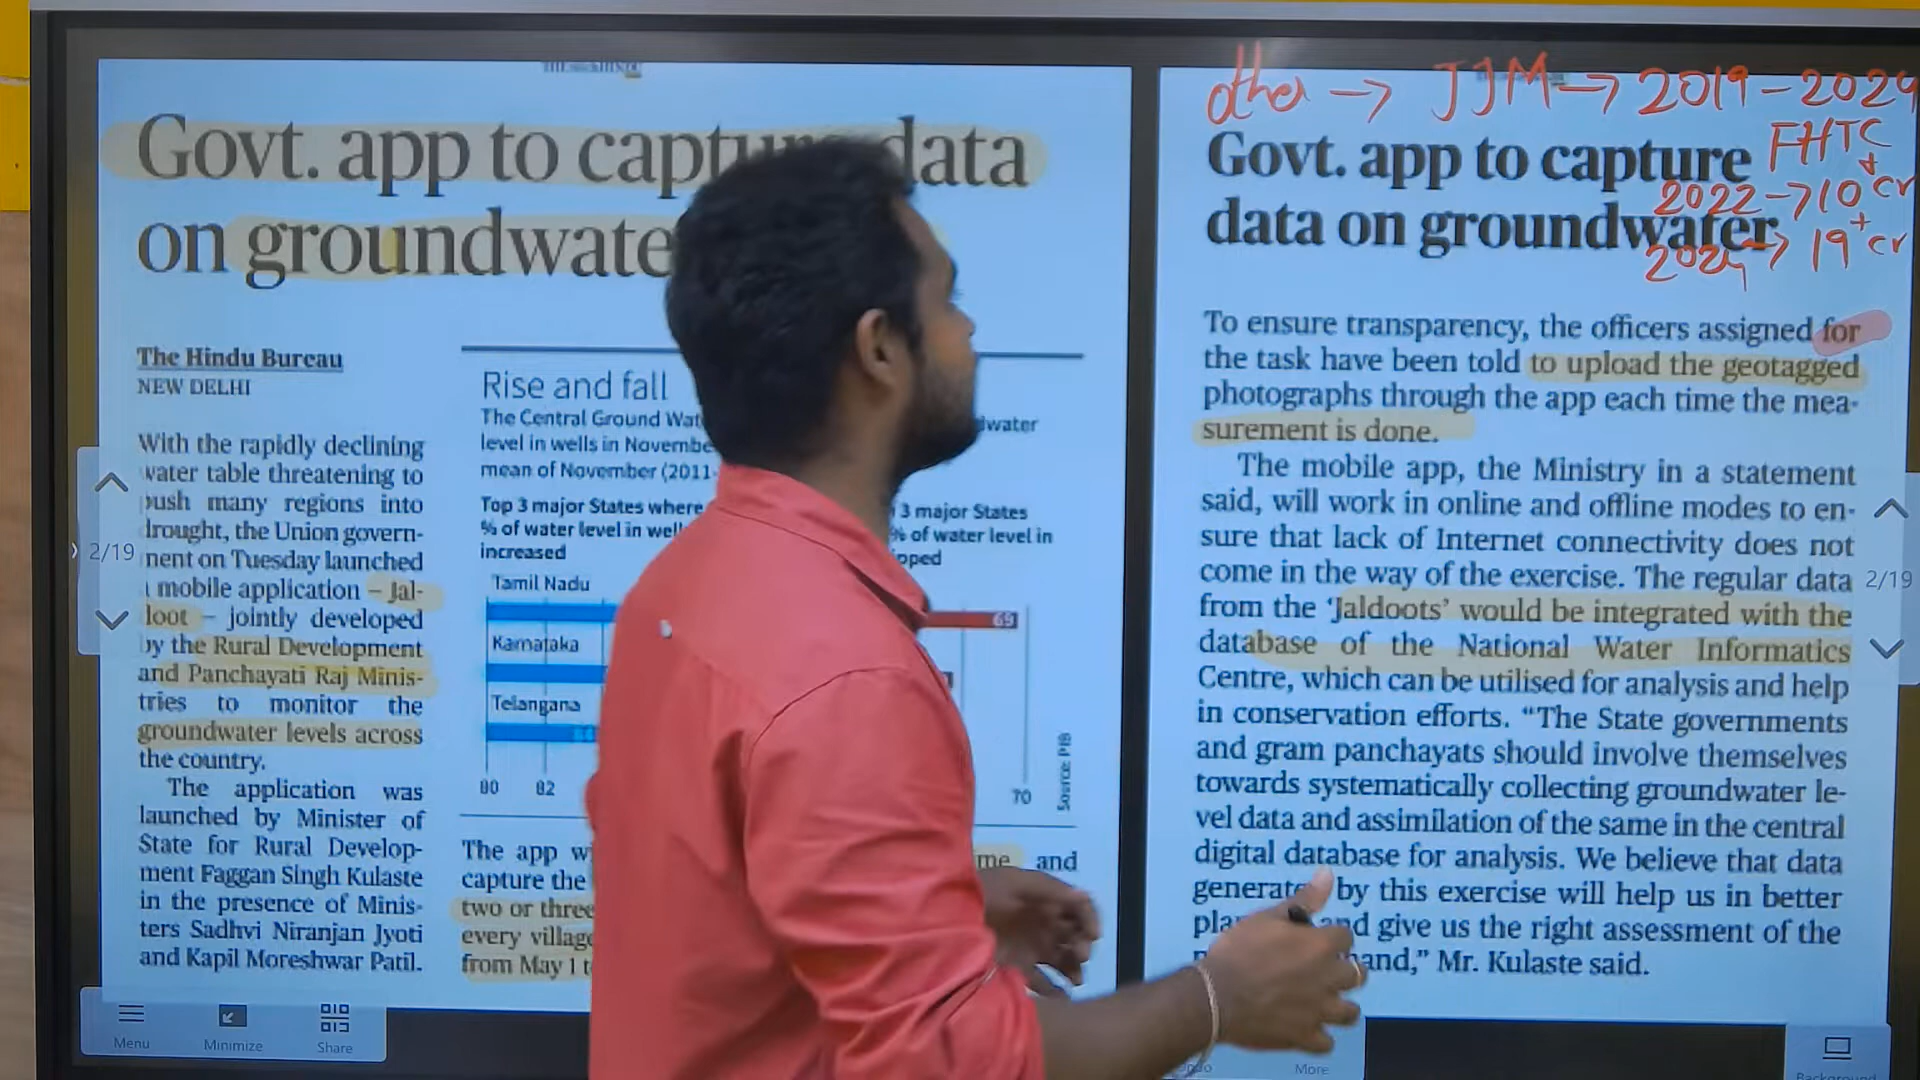 Govt. app to capture data
on groundwate
The Hindu Bureau
NEW DELHI
With the rapidly declining
water table threatening to
push many regions into
drought, the Union govern-
ment on Tuesday launched
a mobile application – Jal-
doot – jointly developed
by the Rural Development
and Panchayati Raj Minis-
tries to monitor the
groundwater levels across
the country.
The application was
launched by Minister of
State for Rural Develop-
ment Faggan Singh Kulaste
in the presence of Minis-
ters Sadhvi Niranjan Jyoti
and Kapil Moreshwar Patil.
Rise and fall
The Central Ground Wat
dwater
level in wells in Novembe
mean of November (2011-
Top 3 major States where
% of water level in well
increased
Tamil Nadu
Karnataka
Telangana
80 82
3 major States
% of water level in
pped
69
70
Source: PIB
The app w
me and
capture the
two or three
every village
from May 1 t
other → JJM → 2019-2024
FHTC
2022 → 10+ cr
2024 → 19+ cr
Govt. app to capture
data on groundwater
To ensure transparency, the officers assigned for
the task have been told to upload the geotagged
photographs through the app each time the mea-
surement is done.
The mobile app, the Ministry in a statement
said, will work in online and offline modes to en-
sure that lack of Internet connectivity does not
come in the way of the exercise. The regular data
from the ‘Jaldoots’ would be integrated with the
database of the National Water Informatics
Centre, which can be utilised for analysis and help
in conservation efforts. “The State governments
and gram panchayats should involve themselves
towards systematically collecting groundwater le-
vel data and assimilation of the same in the central
digital database for analysis. We believe that data
generate by this exercise will help us in better
pla nd give us the right assessment of the
mand,” Mr. Kulaste said.
2/19
2/19
Menu
Minimize
Share
More
Background